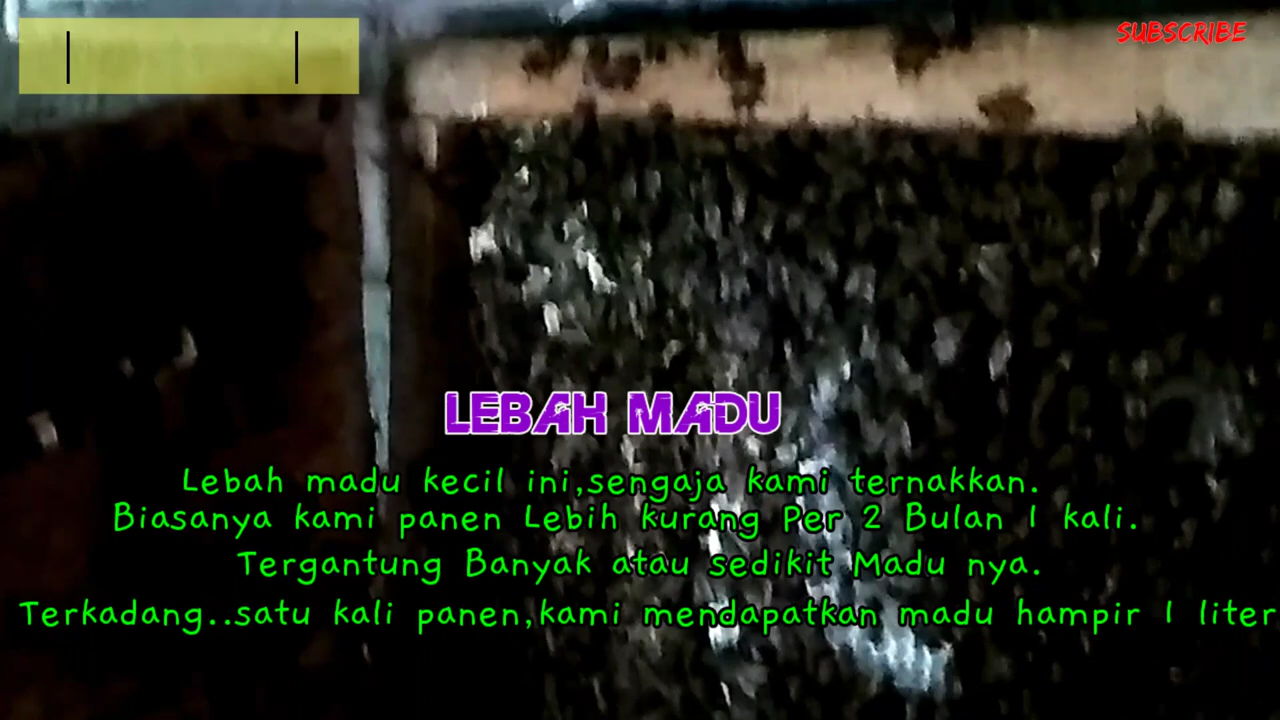 SUBSCRIBE
LEBAH MADU
Lebah madu kecil ini,sengaja kami ternakkan.
Biasanya kami panen Lebih kurang Per 2 Bulan 1 kali.
Tergantung Banyak atau sedikit Madu nya.
Terkadang..satu kali panen,kami mendapatkan madu hampir 1 liter